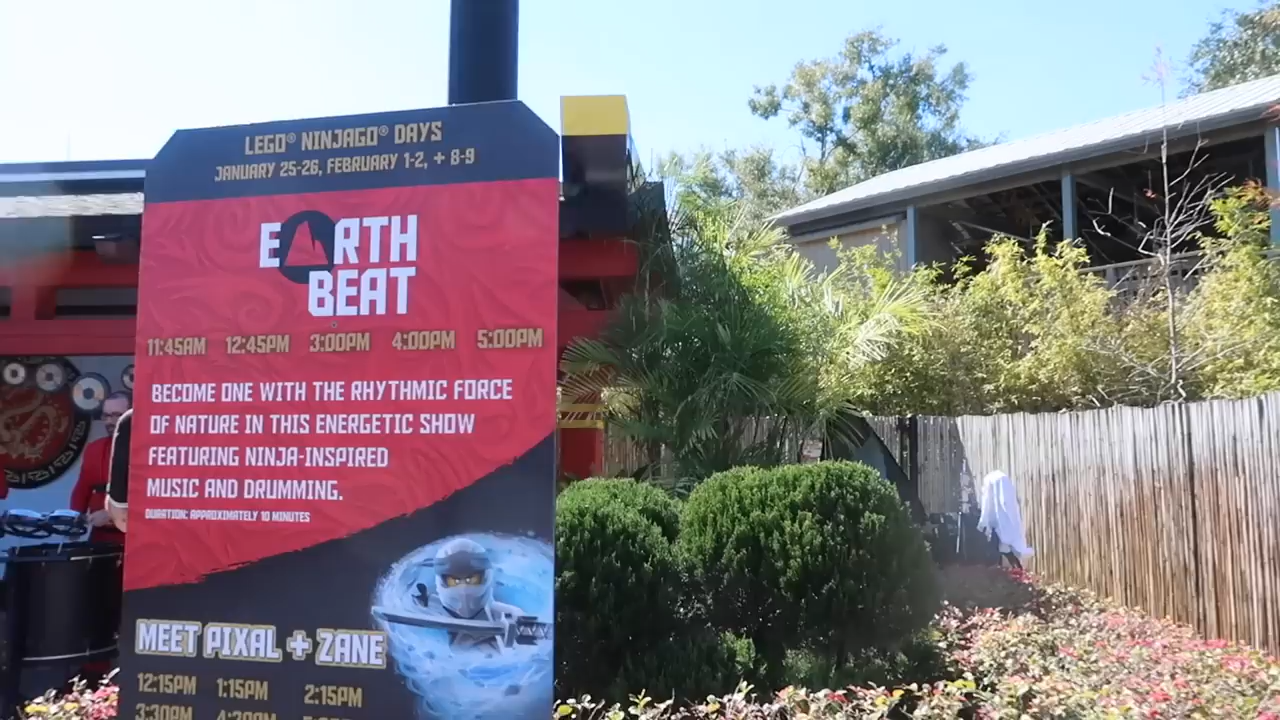 LEGO® NINJAGO® DAYS
JANUARY 25-26, FEBRUARY 1-2, + 8-9
EARTH
BEAT
11:45AM 12:45PM 3:00PM 4:00PM 5:00PM
BECOME ONE WITH THE RHYTHMIC FORCE
OF NATURE IN THIS ENERGETIC SHOW
FEATURING NINJA-INSPIRED
MUSIC AND DRUMMING.
DURATION: APPROXIMATELY 10 MINUTES
MEET PIXAL + ZANE
12:15PM 1:15PM 2:15PM
3:30PM